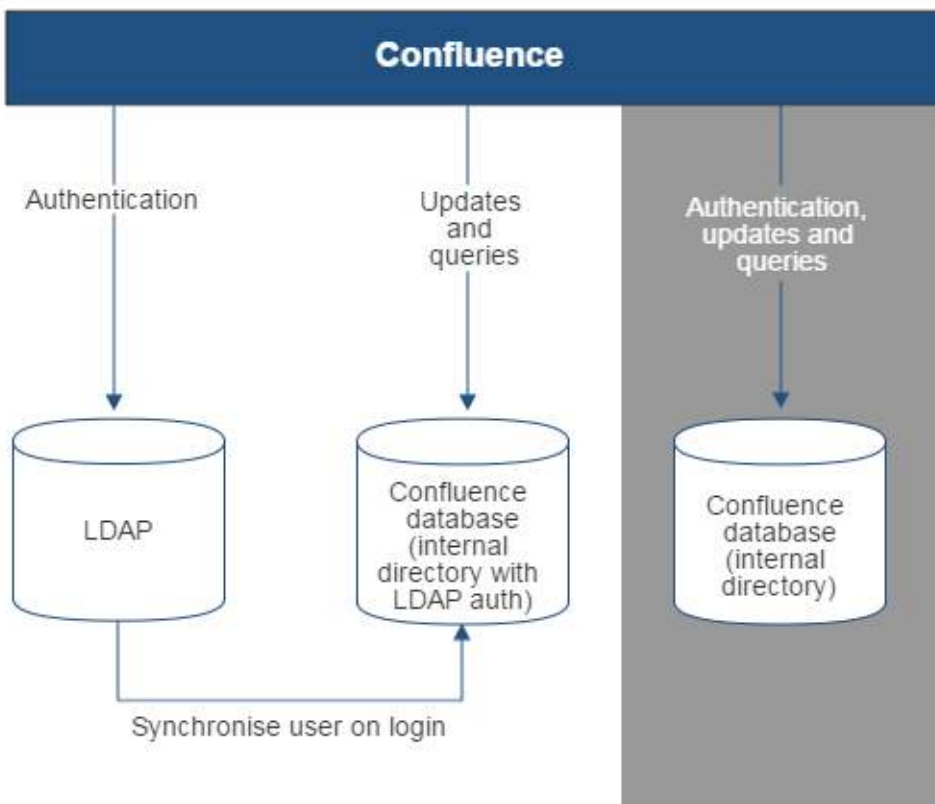 Confluence
Authentication
Updates
and
queries
Authentication,
updates and
queries
LDAP
Confluence
database
(internal
directory with
LDAP auth)
Confluence
database
(internal
directory)
Synchronise user on login